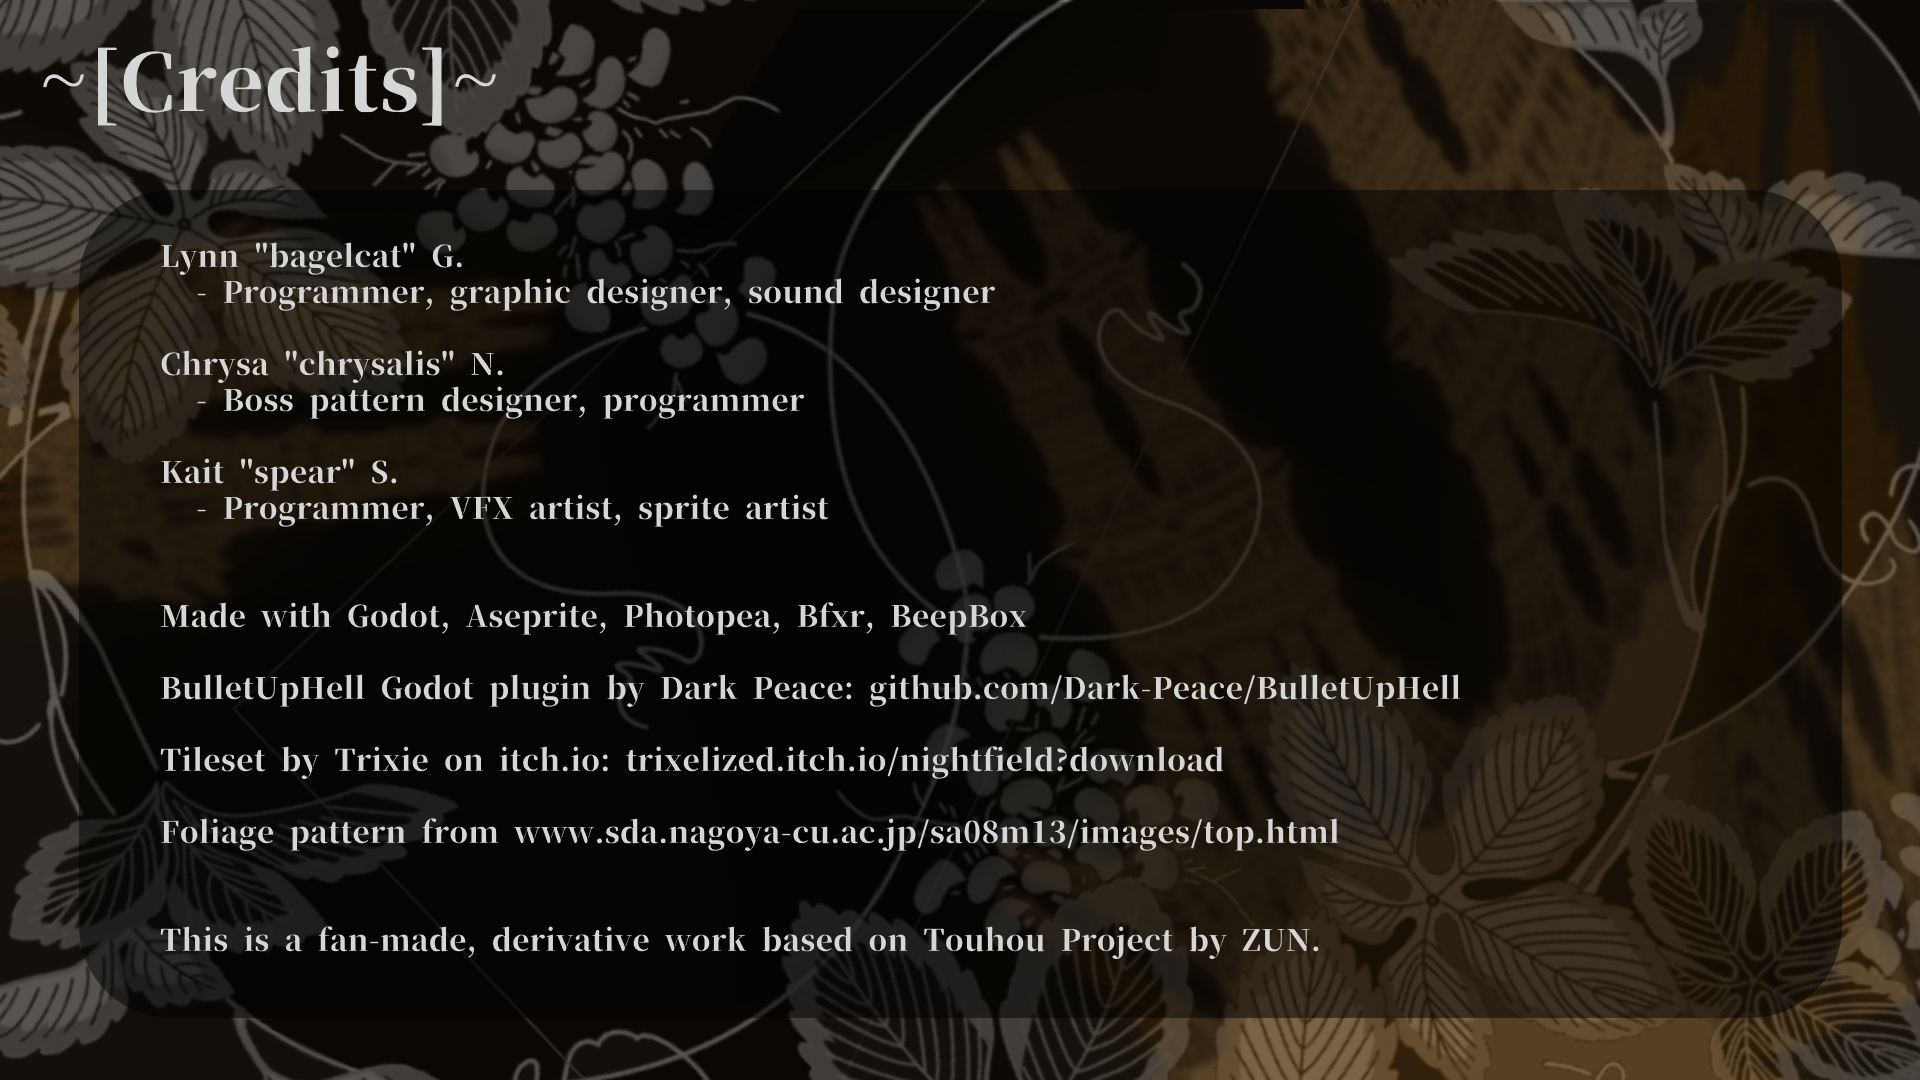 ~[Credits]~
Lynn "bagelcat" G.
- Programmer, graphic designer, sound designer
Chrysa "chrysalis" N.
- Boss pattern designer, programmer
Kait "spear" S.
- Programmer, VFX artist, sprite artist
Made with Godot, Aseprite, Photopea, Bfxr, BeepBox
BulletUpHell Godot plugin by Dark Peace: github.com/Dark-Peace/BulletUpHell
Tileset by Trixie on itch.io: trixelized.itch.io/nightfield?download
Foliage pattern from www.sda.nagoya-cu.ac.jp/sa08m13/images/top.html
This is a fan-made, derivative work based on Touhou Project by ZUN.